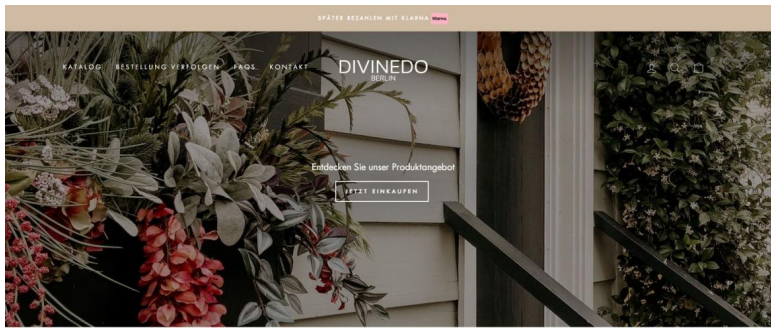 SPÄTER BEZAHLEN MIT KLARNA Klarna.
KATALOG BESTELLUNG VERFOLGEN FAQS KONTAKT
DIVINEDO
BERLIN
Entdecken Sie unser Produktangebot
JETZT EINKAUFEN